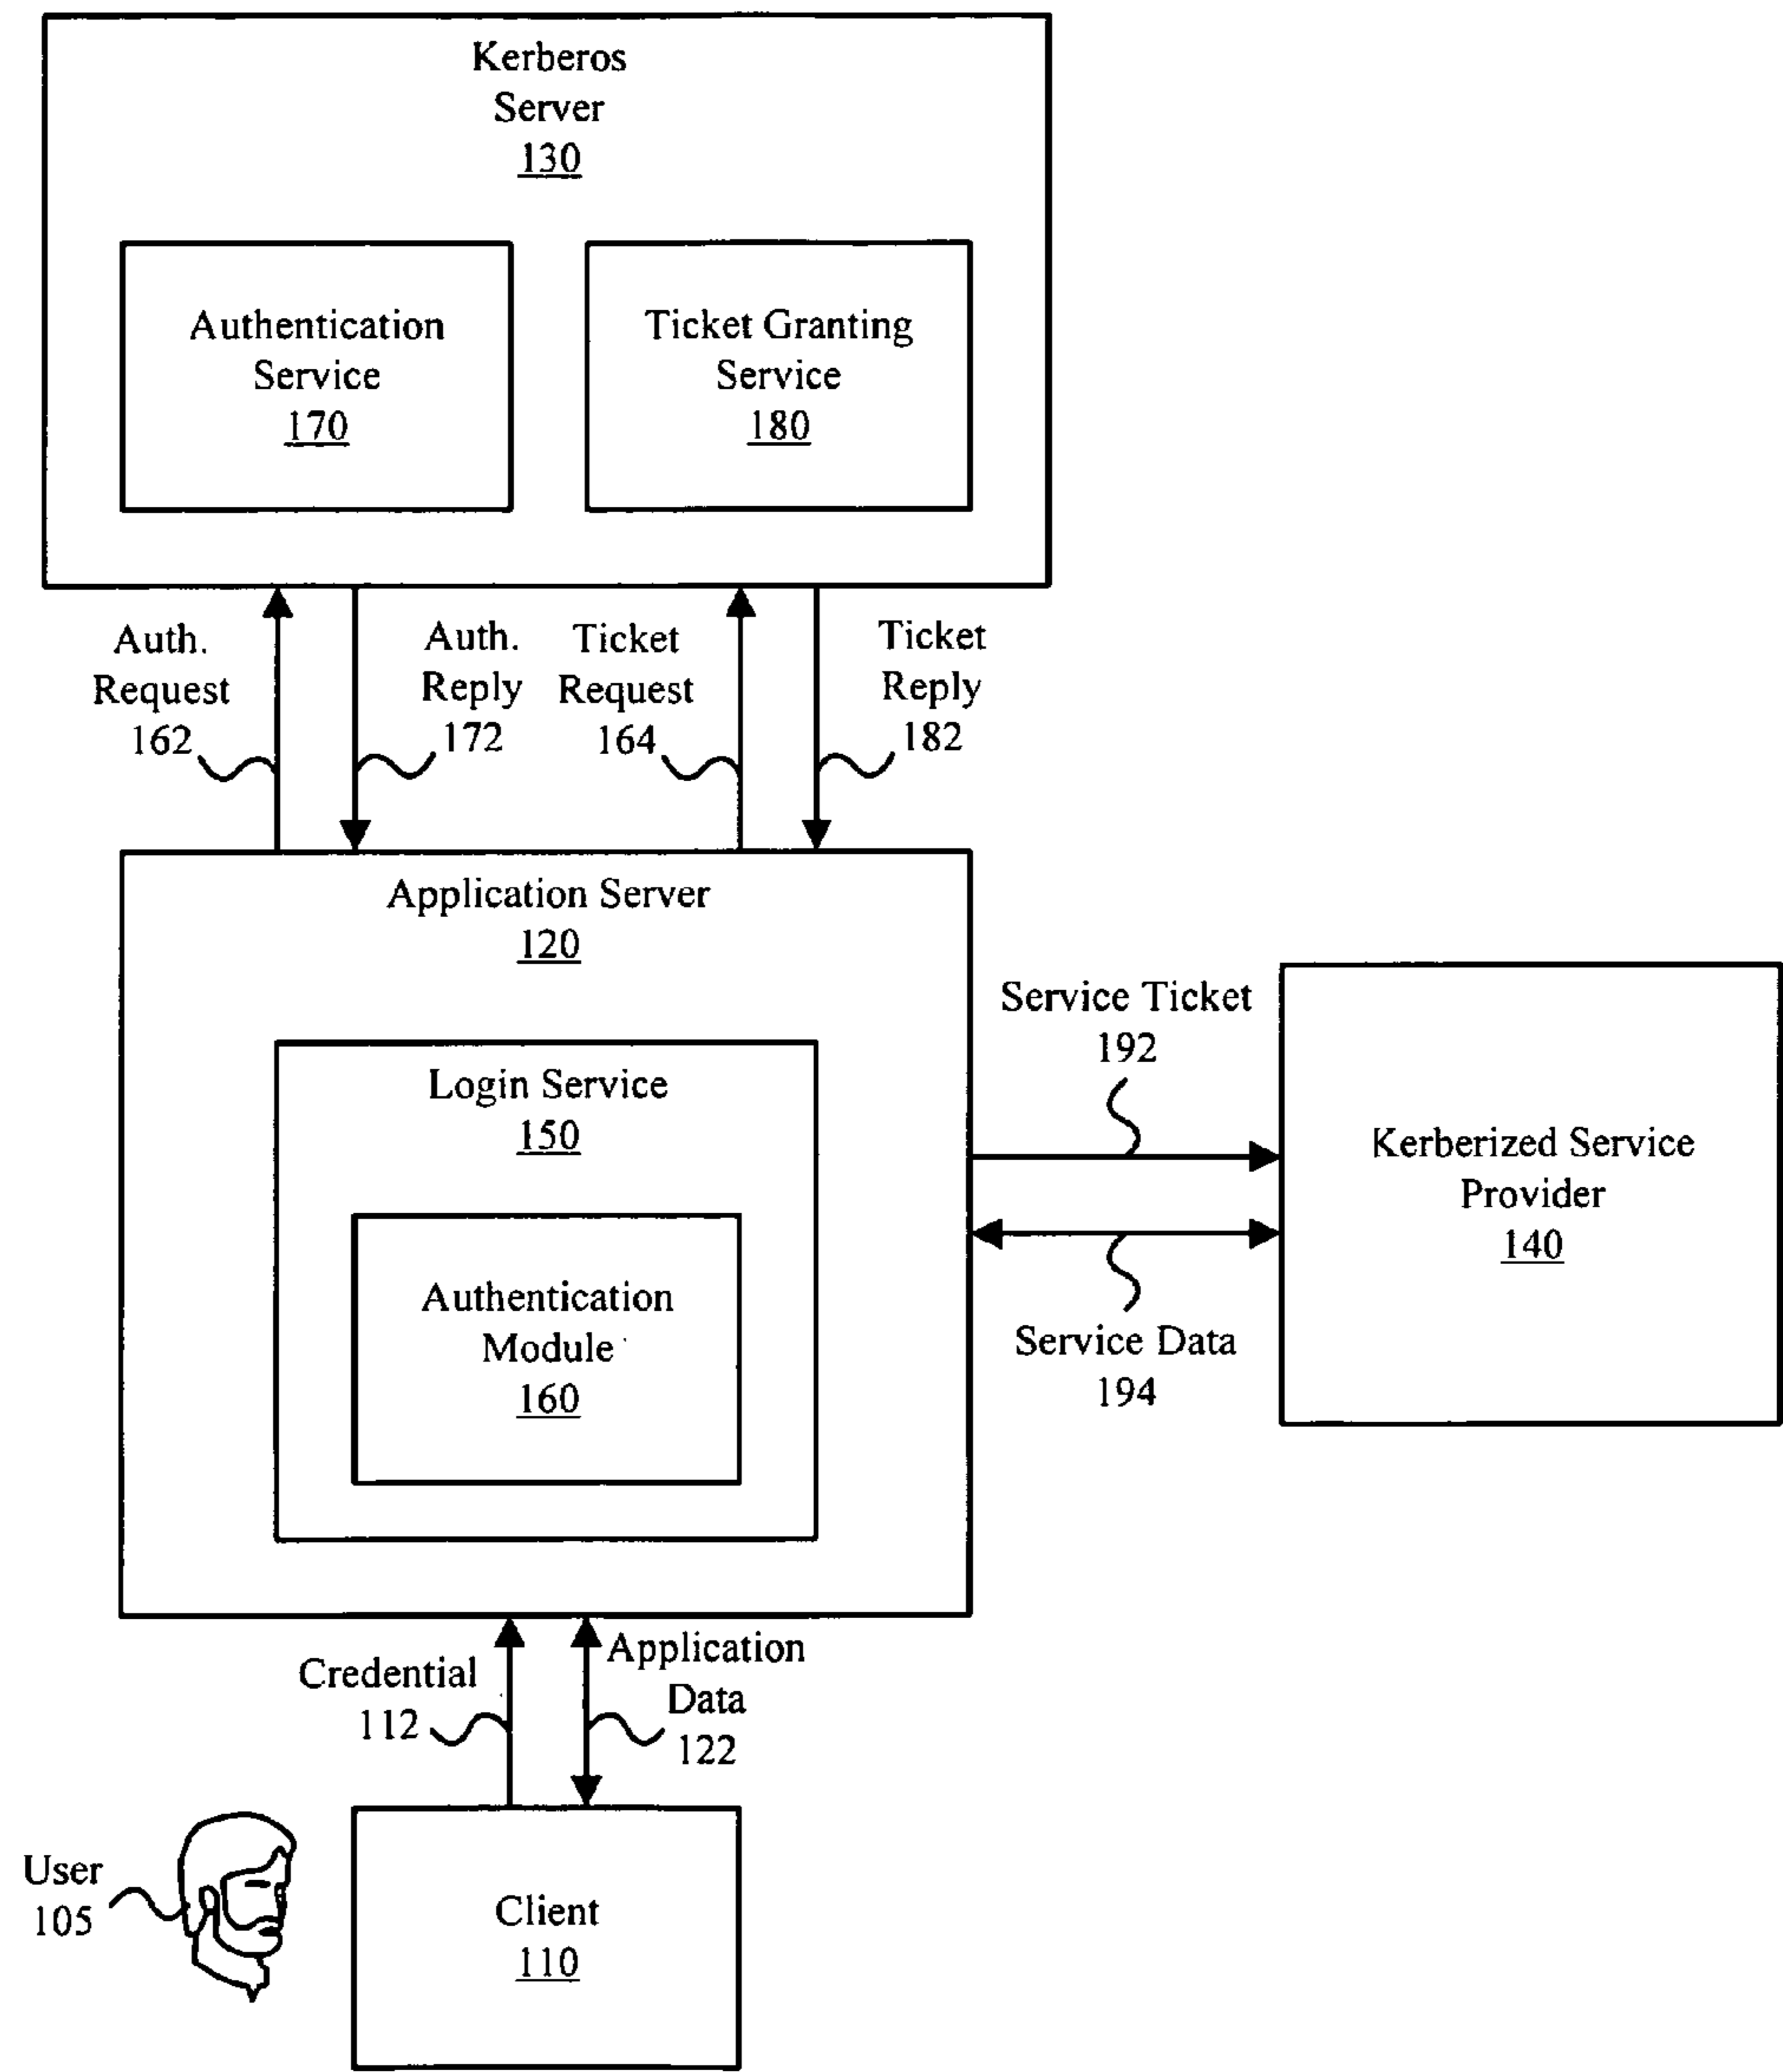 Kerberos
Server
130
Authentication
Service
170
Ticket Granting
Service
180
Auth.
Request
162
Auth.
Reply
172
Ticket
Request
164
Ticket
Reply
182
Application Server
120
Login Service
150
Authentication
Module
160
Service Ticket
192
Service Data
194
Kerberized Service
Provider
140
Credential
112
Application
Data
122
User
105
Client
110